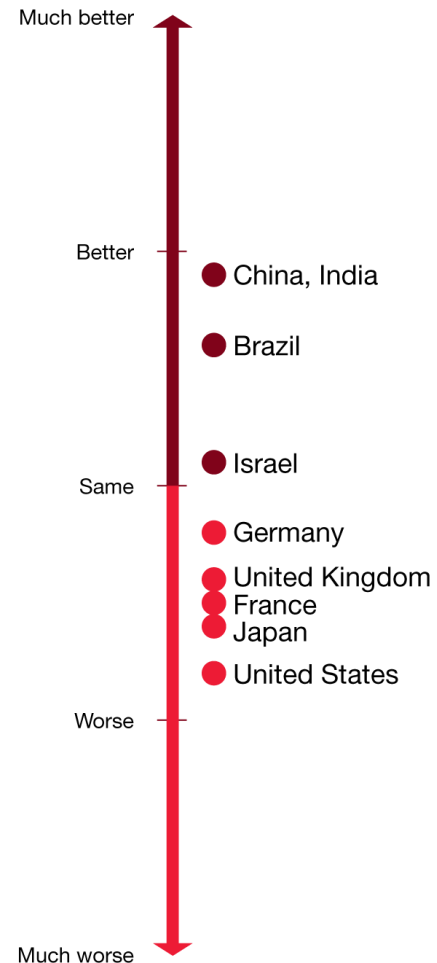 Much better
Better
China, India
Brazil
Israel
Same
Germany
United Kingdom
France
Japan
United States
Worse
Much worse